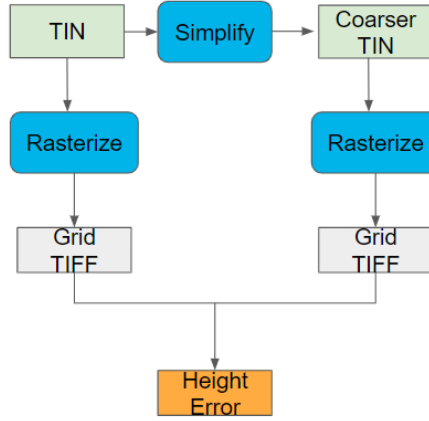 TIN
Simplify
Coarser
TIN
Rasterize
Rasterize
Grid
TIFF
Grid
TIFF
Height
Error